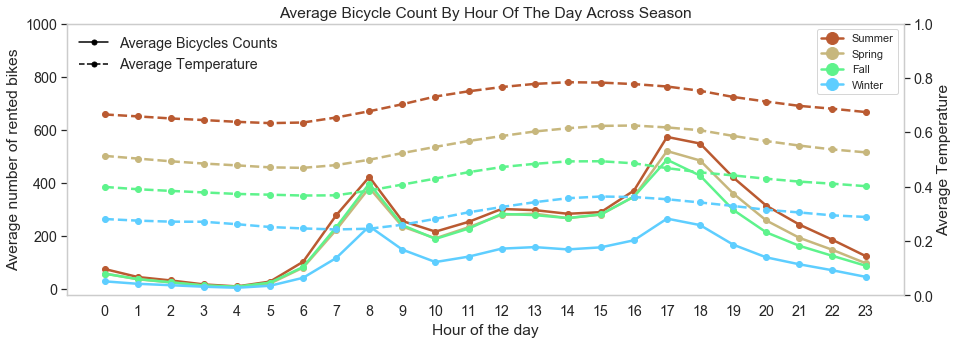 Average Bicycle Count By Hour Of The Day Across Season
1000
800
600
400
200
0
Average number of rented bikes
Average Bicycles Counts
Average Temperature
Summer
Spring
Fall
Winter
1.0
0.8
0.6
0.4
0.2
0.0
Average Temperature
0 1 2 3 4 5 6 7 8 9 10 11 12 13 14 15 16 17 18 19 20 21 22 23
Hour of the day